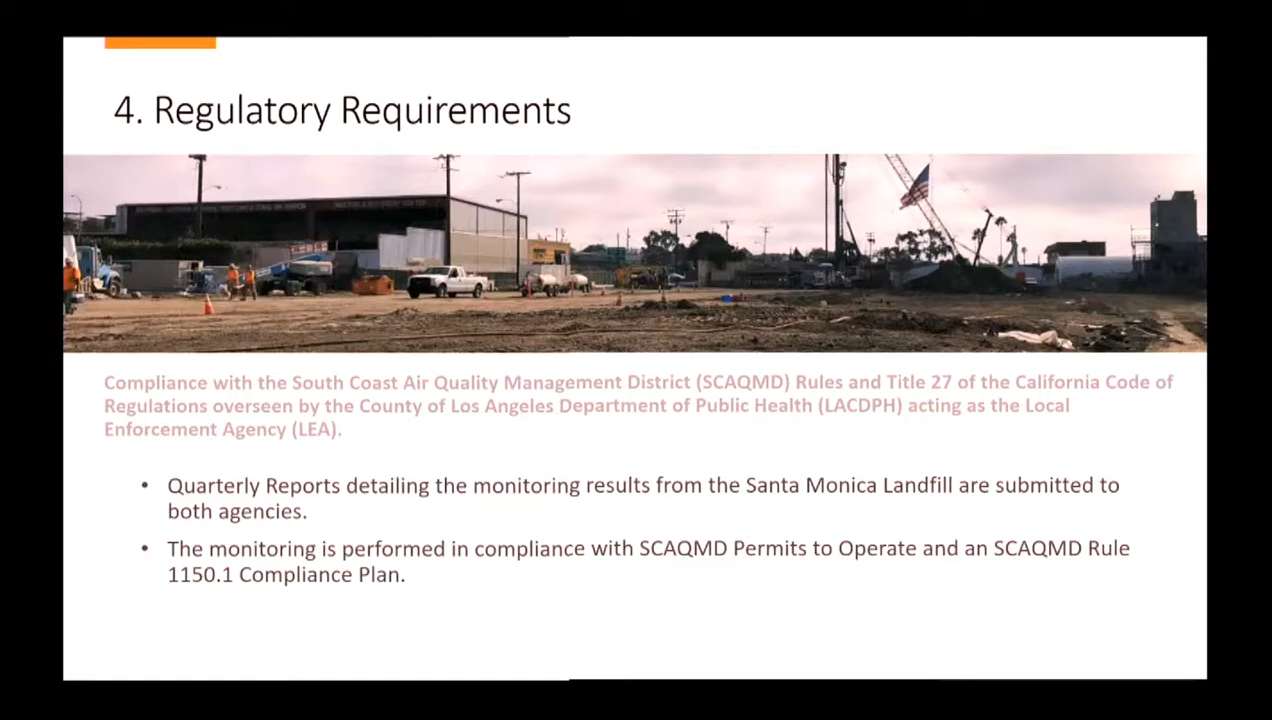 4. Regulatory Requirements
Compliance with the South Coast Air Quality Management District (SCAQMD) Rules and Title 27 of the California Code of
Regulations overseen by the County of Los Angeles Department of Public Health (LACDPH) acting as the Local
Enforcement Agency (LEA).
• Quarterly Reports detailing the monitoring results from the Santa Monica Landfill are submitted to
both agencies.
• The monitoring is performed in compliance with SCAQMD Permits to Operate and an SCAQMD Rule
1150.1 Compliance Plan.